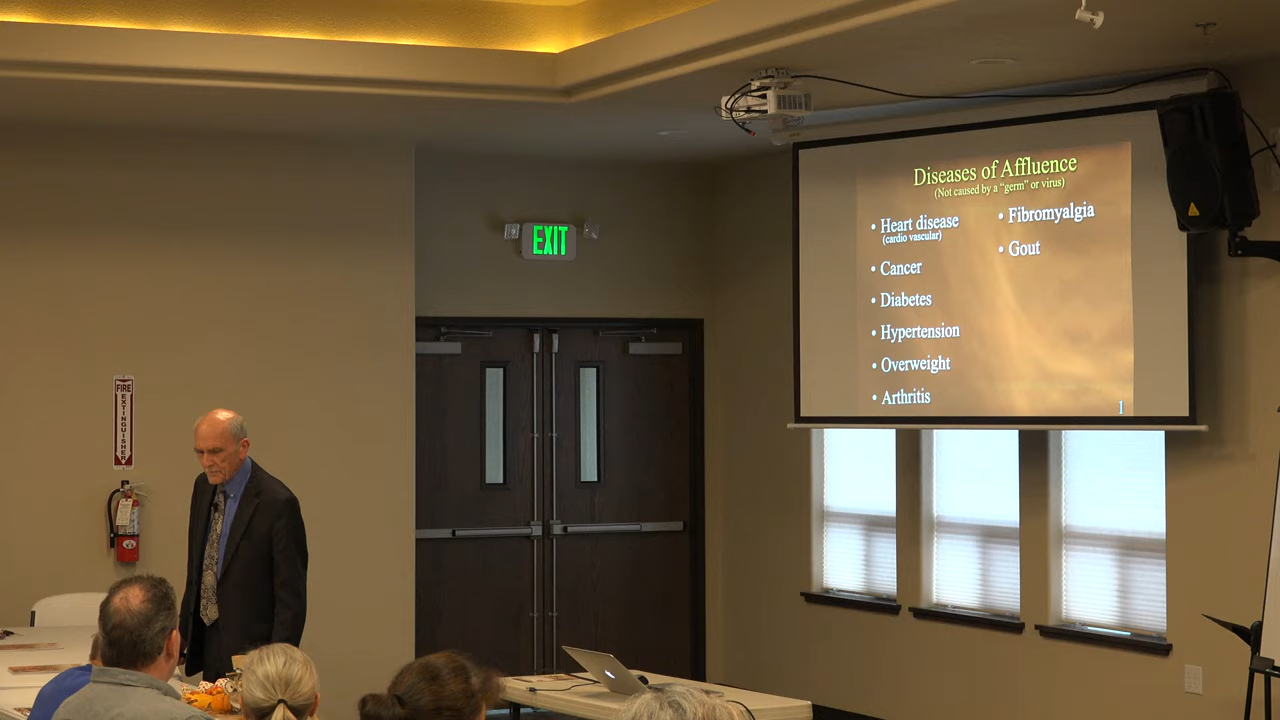 Diseases of Affluence
(Not caused by a "germ" or virus)
• Heart disease
(cardio vascular)
• Cancer
• Diabetes
• Hypertension
• Overweight
• Arthritis
• Fibromyalgia
• Gout
1
EXIT
FIRE
EXTINGUISHER